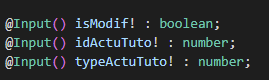 @Input() isModif! : boolean;
@Input() idActuTuto! : number;
@Input() typeActuTuto! : number;